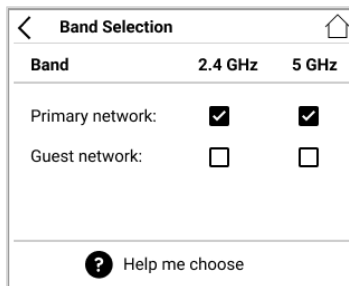 Band Selection
Band 2.4 GHz 5 GHz
Primary network:
Guest network:
? Help me choose